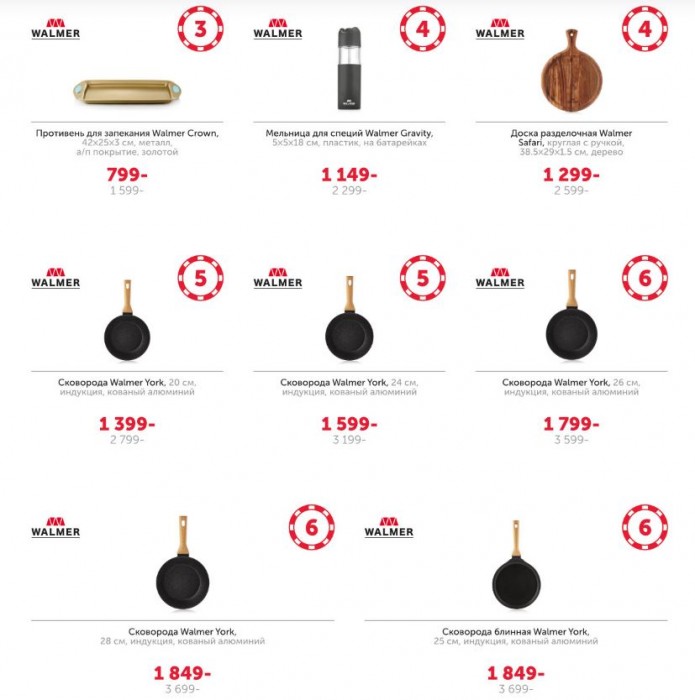 WALMER
3
Противень для запекания Walmer Crown,
42x25x3 см, металл,
а/п покрытие, золотой
799-
1 599-
WALMER
4
WALMER
Мельница для специй Walmer Gravity,
5x5x18 см, пластик, на батарейках
1 149-
2 299-
WALMER
4
Доска разделочная Walmer
Safari, круглая с ручкой,
38.5x29x1.5 см, дерево
1 299-
2 599-
WALMER
5
Сковорода Walmer York, 20 см,
индукция, кованый алюминий
1 399-
2 799-
WALMER
5
Сковорода Walmer York, 24 см,
индукция, кованый алюминий
1 599-
3 199-
WALMER
6
Сковорода Walmer York, 26 см,
индукция, кованый алюминий
1 799-
3 599-
WALMER
6
Сковорода Walmer York,
28 см, индукция, кованый алюминий
1 849-
3 699-
WALMER
6
Сковорода блинная Walmer York,
25 см, индукция, кованый алюминий
1 849-
3 699-